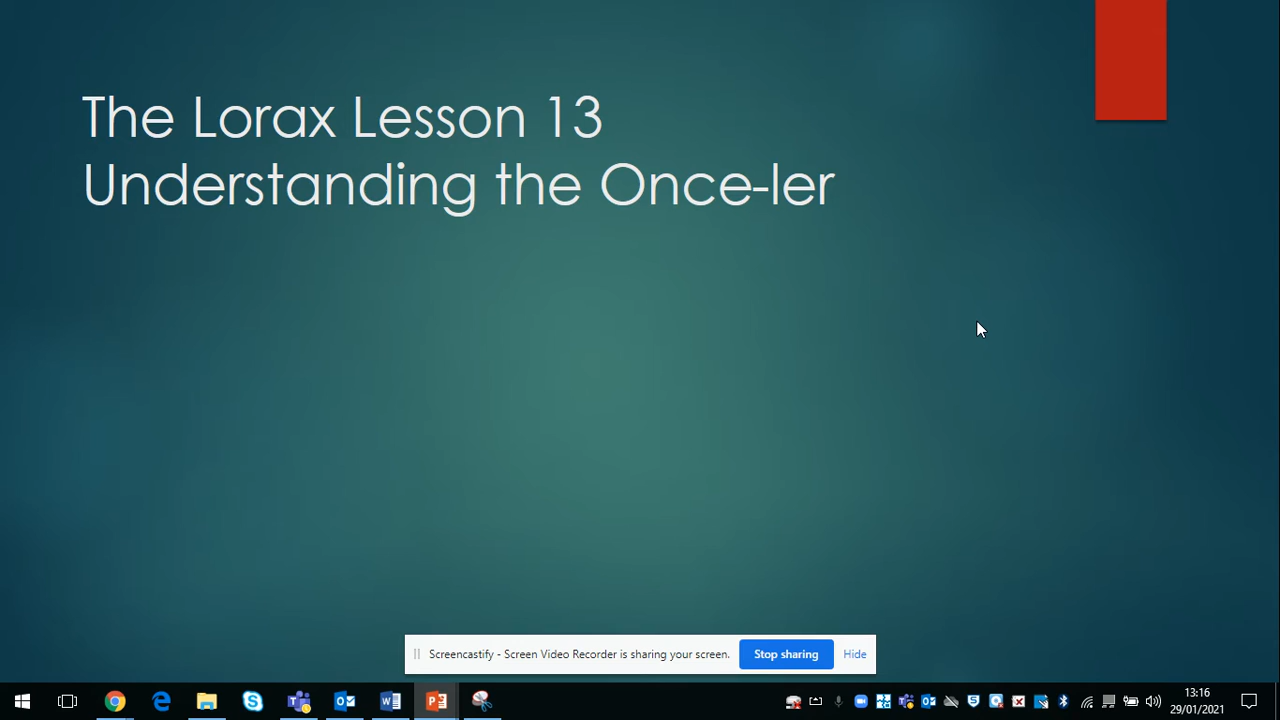 The Lorax Lesson 13
Understanding the Once-ler
Screencastify - Screen Video Recorder is sharing your screen.
Stop sharing
Hide
13:16
29/01/2021